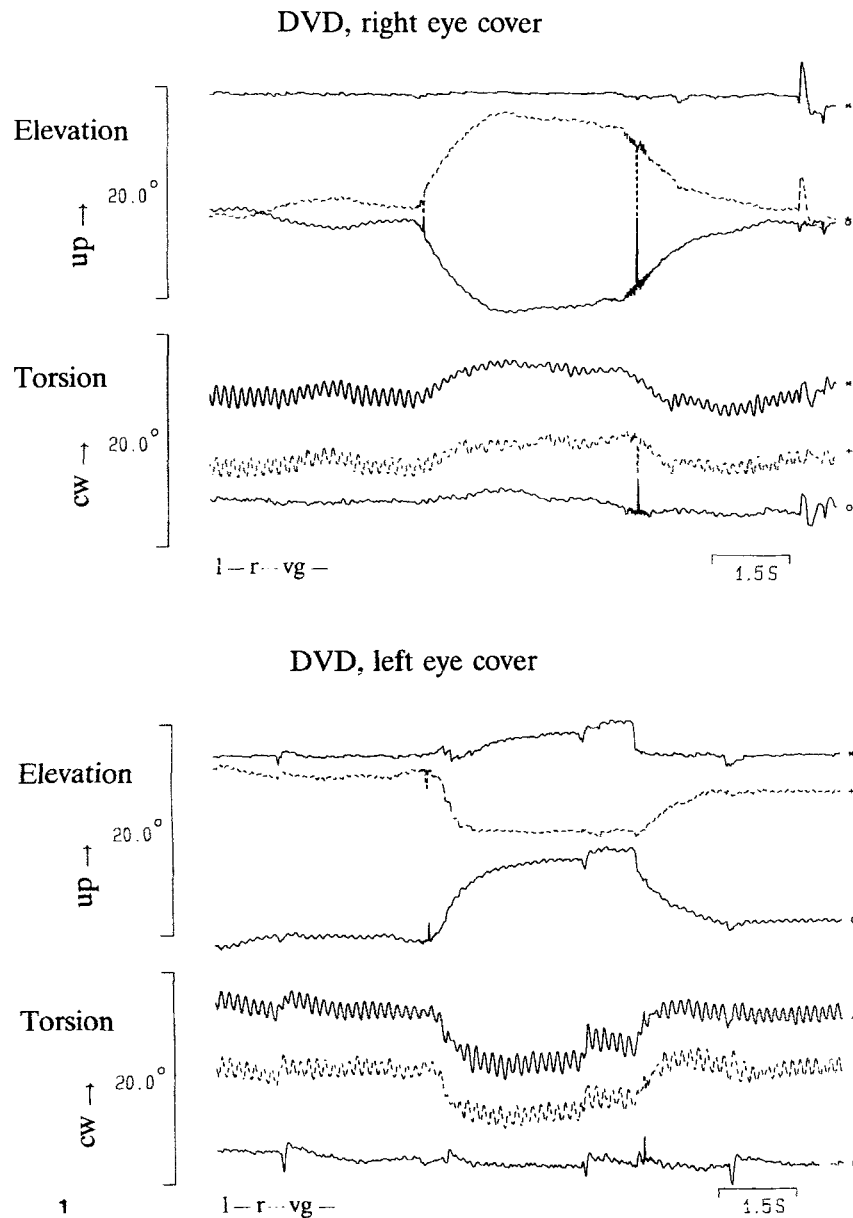 DVD, right eye cover
Elevation
20.0°
up →
Torsion
20.0°
cw →
l — r --- vg —
1.5S
DVD, left eye cover
Elevation
20.0°
up →
Torsion
20.0°
cw →
1
l — r --- vg —
1.5S